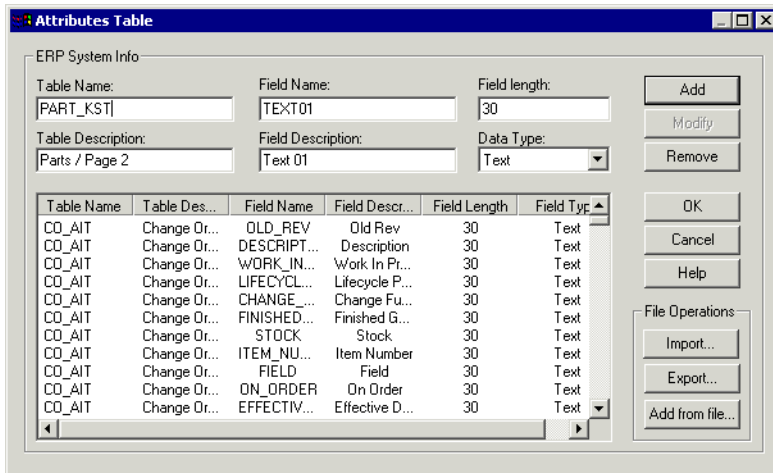 Attributes Table
ERP System Info
Table Name: Field Name: Field length:
PART_KST TEXT01 30
Table Description: Field Description: Data Type:
Parts / Page 2 Text 01 Text
Add
Modify
Remove
Table Name Table Des... Field Name Field Descr... Field Length Field Typ
CO_AIT Change Or... OLD_REV Old Rev 30 Text
CO_AIT Change Or... DESCRIPT... Description 30 Text
CO_AIT Change Or... WORK_IN... Work In Pr... 30 Text
CO_AIT Change Or... LIFECYCL... Lifecycle P... 30 Text
CO_AIT Change Or... CHANGE_... Change Fu... 30 Text
CO_AIT Change Or... FINISHED... Finished G... 30 Text
CO_AIT Change Or... STOCK Stock 30 Text
CO_AIT Change Or... ITEM_NU... Item Number 30 Text
CO_AIT Change Or... FIELD Field 30 Text
CO_AIT Change Or... ON_ORDER On Order 30 Text
CO_AIT Change Or... EFFECTIV... Effective D... 30 Text
OK
Cancel
Help
File Operations
Import...
Export...
Add from file...